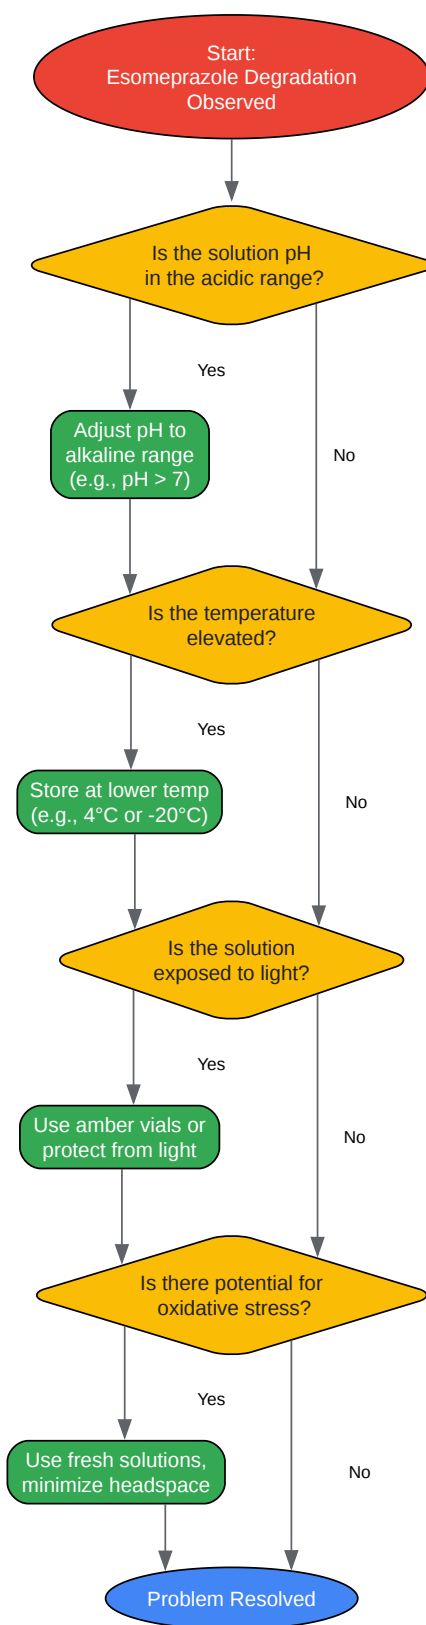 Start:
Esomeprazole Degradation
Observed
Is the solution pH
in the acidic range?
Yes
Adjust pH to
alkaline range
(e.g., pH > 7)
No
Is the temperature
elevated?
Yes
Store at lower temp
(e.g., 4°C or -20°C)
No
Is the solution
exposed to light?
Yes
Use amber vials or
protect from light
No
Is there potential for
oxidative stress?
Yes
Use fresh solutions,
minimize headspace
No
Problem Resolved